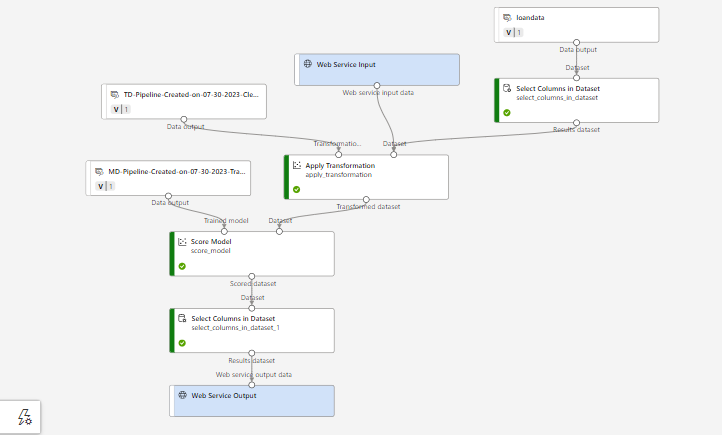 loandata
V | 1
Data output
Dataset
Web Service Input
Web service input data
Select Columns in Dataset
select_columns_in_dataset
Results dataset
TD-Pipeline-Created-on-07-30-2023-Cle...
V | 1
Data output
Transformatio...
Dataset
Apply Transformation
apply_transformation
Transformed dataset
MD-Pipeline-Created-on-07-30-2023-Tra...
V | 1
Data output
Trained model
Dataset
Score Model
score_model
Scored dataset
Dataset
Select Columns in Dataset
select_columns_in_dataset_1
Results dataset
Web service output data
Web Service Output